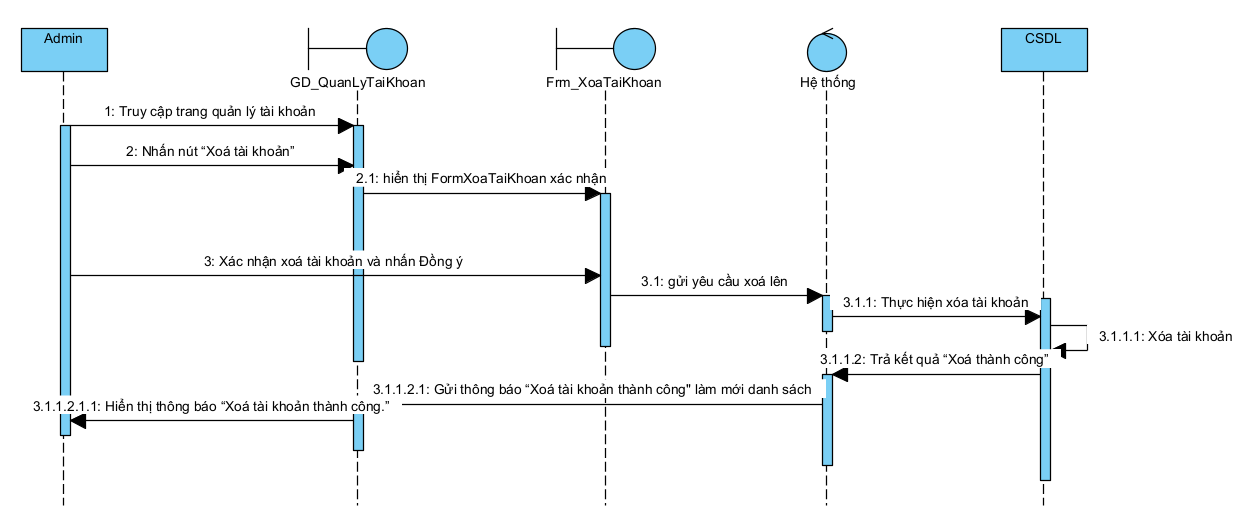 Admin
GD_QuanLyTaiKhoan
Frm_XoaTaiKhoan
Hệ thống
CSDL
1: Truy cập trang quản lý tài khoản
2: Nhấn nút “Xoá tài khoản”
2.1: hiển thị FormXoaTaiKhoan xác nhận
3: Xác nhận xoá tài khoản và nhấn Đồng ý
3.1: gửi yêu cầu xoá lên
3.1.1: Thực hiện xóa tài khoản
3.1.1.1: Xóa tài khoản
3.1.1.2: Trả kết quả “Xoá thành công”
3.1.1.2.1: Gửi thông báo “Xoá tài khoản thành công" làm mới danh sách
3.1.1.2.1.1: Hiển thị thông báo “Xoá tài khoản thành công.”